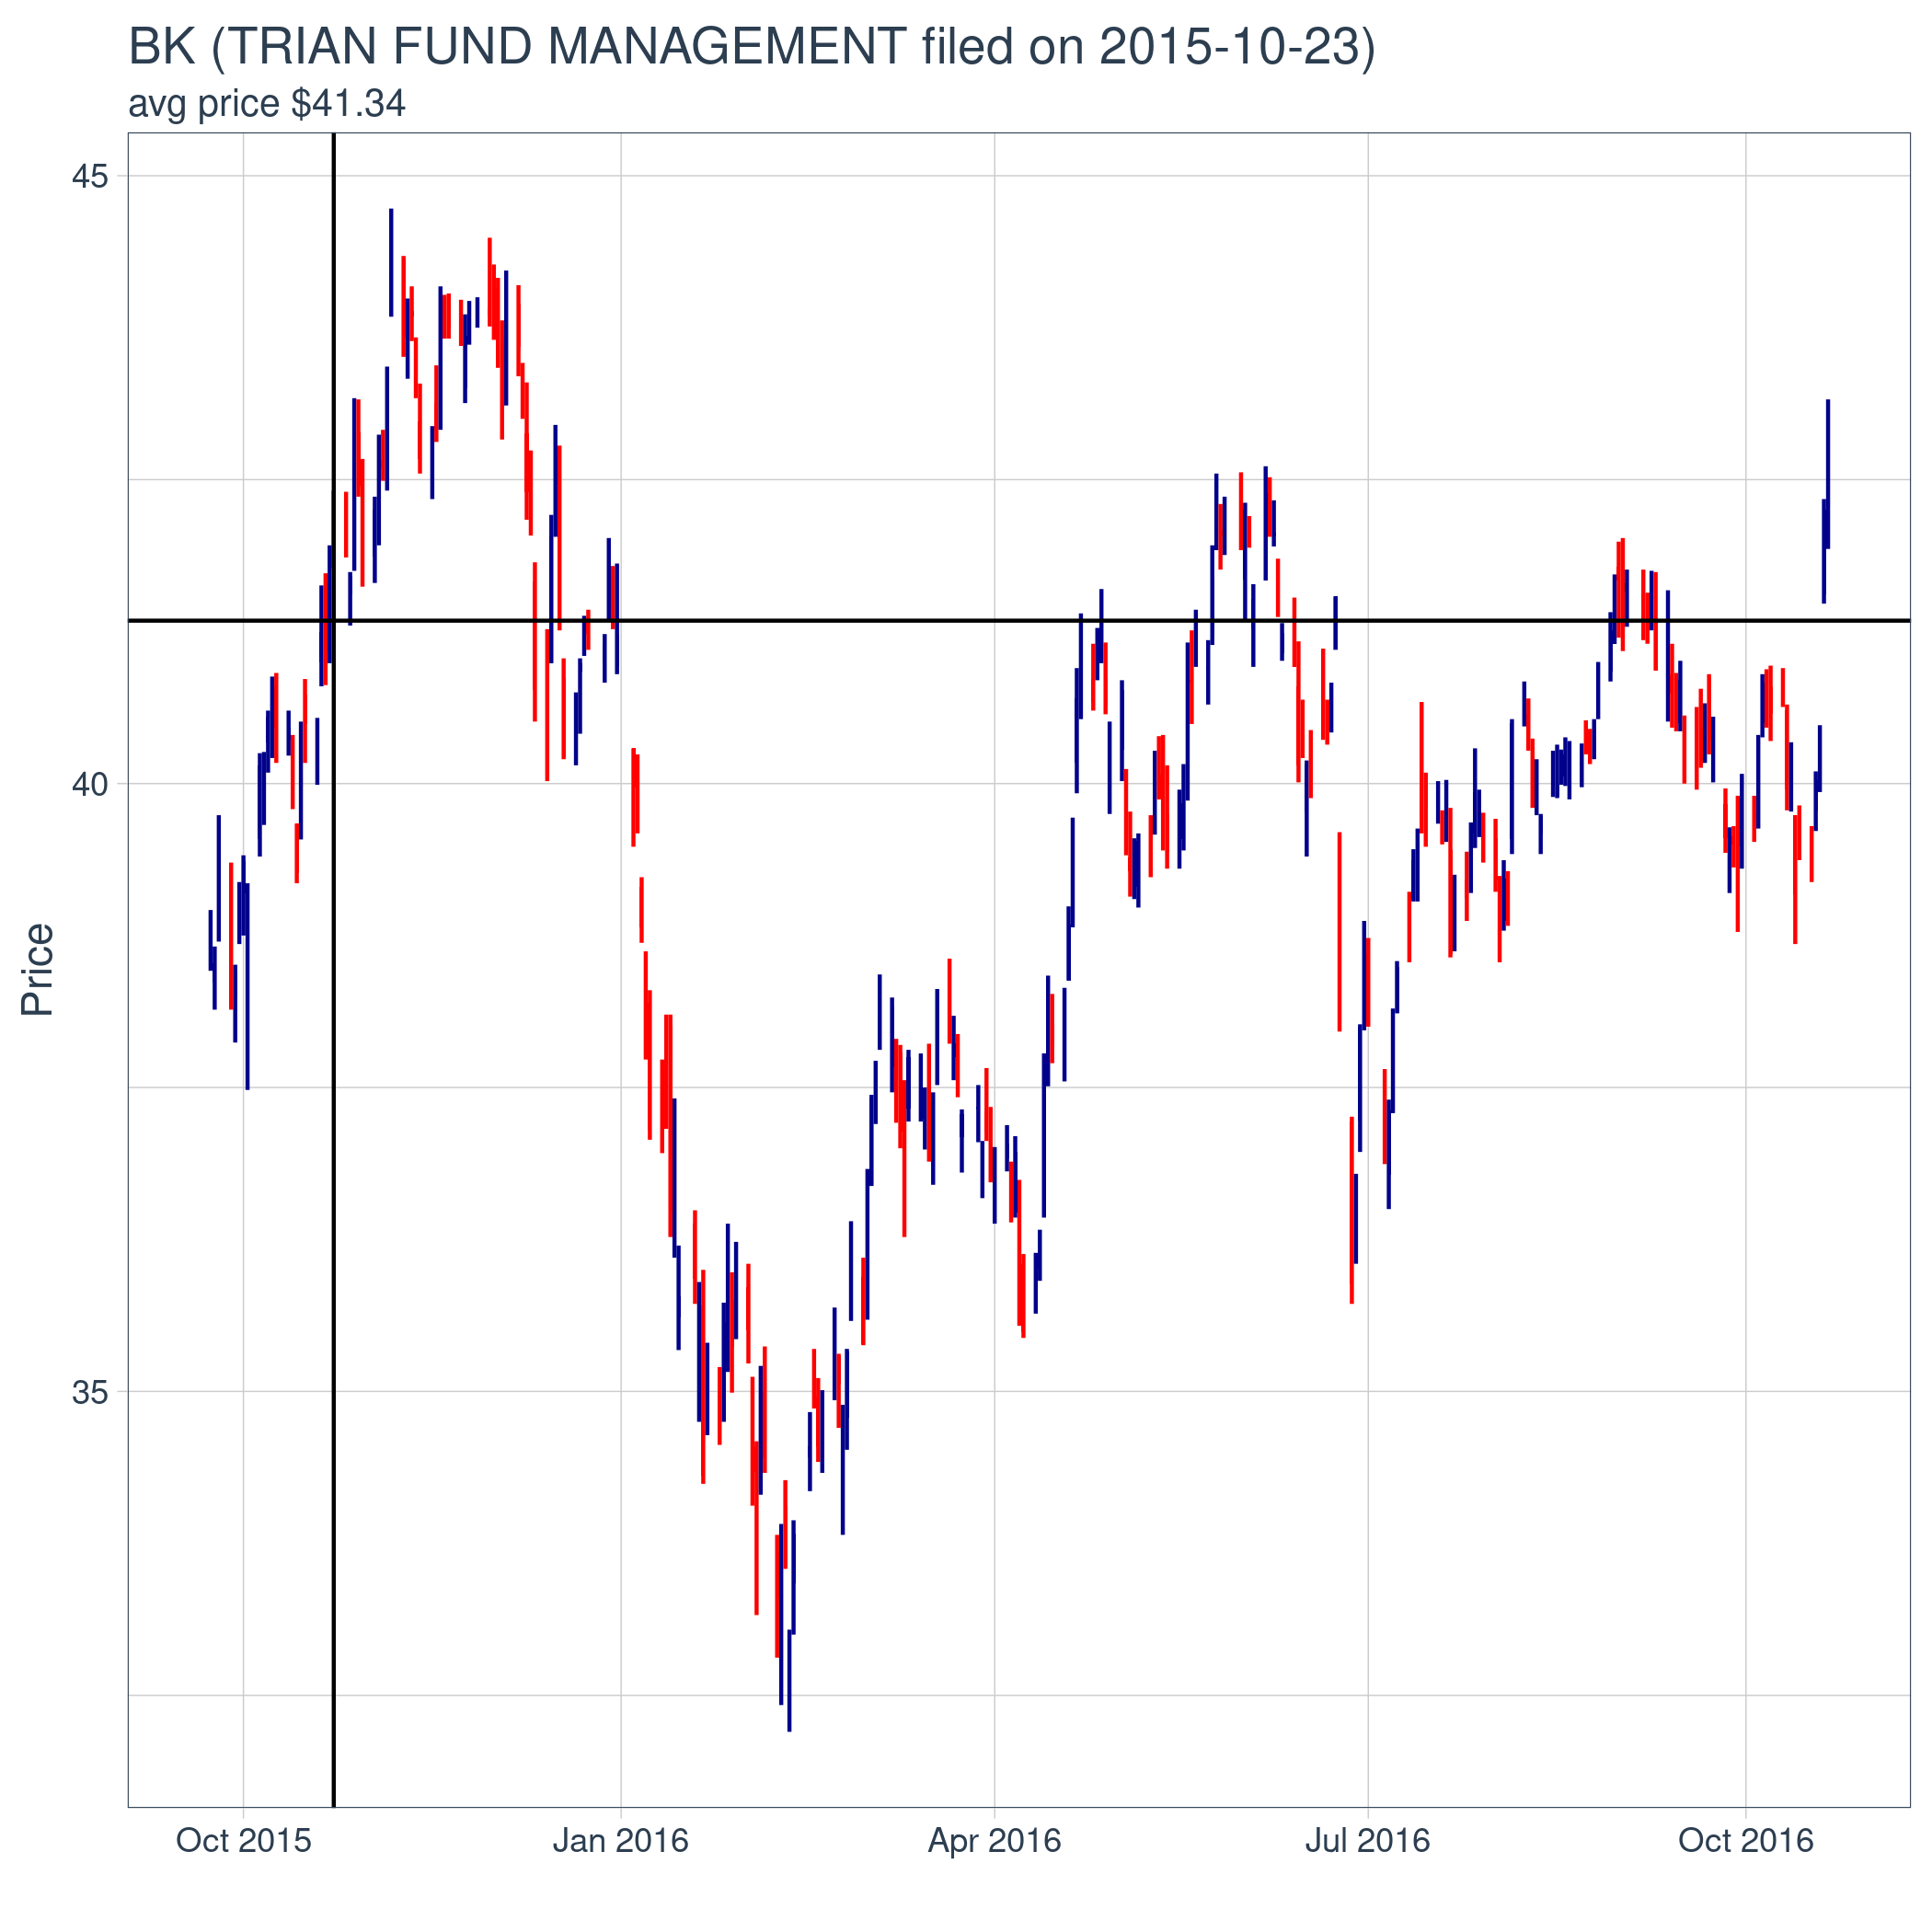 BK (TRIAN FUND MANAGEMENT filed on 2015-10-23)
avg price $41.34
45
40
35
Price
Oct 2015
Jan 2016
Apr 2016
Jul 2016
Oct 2016